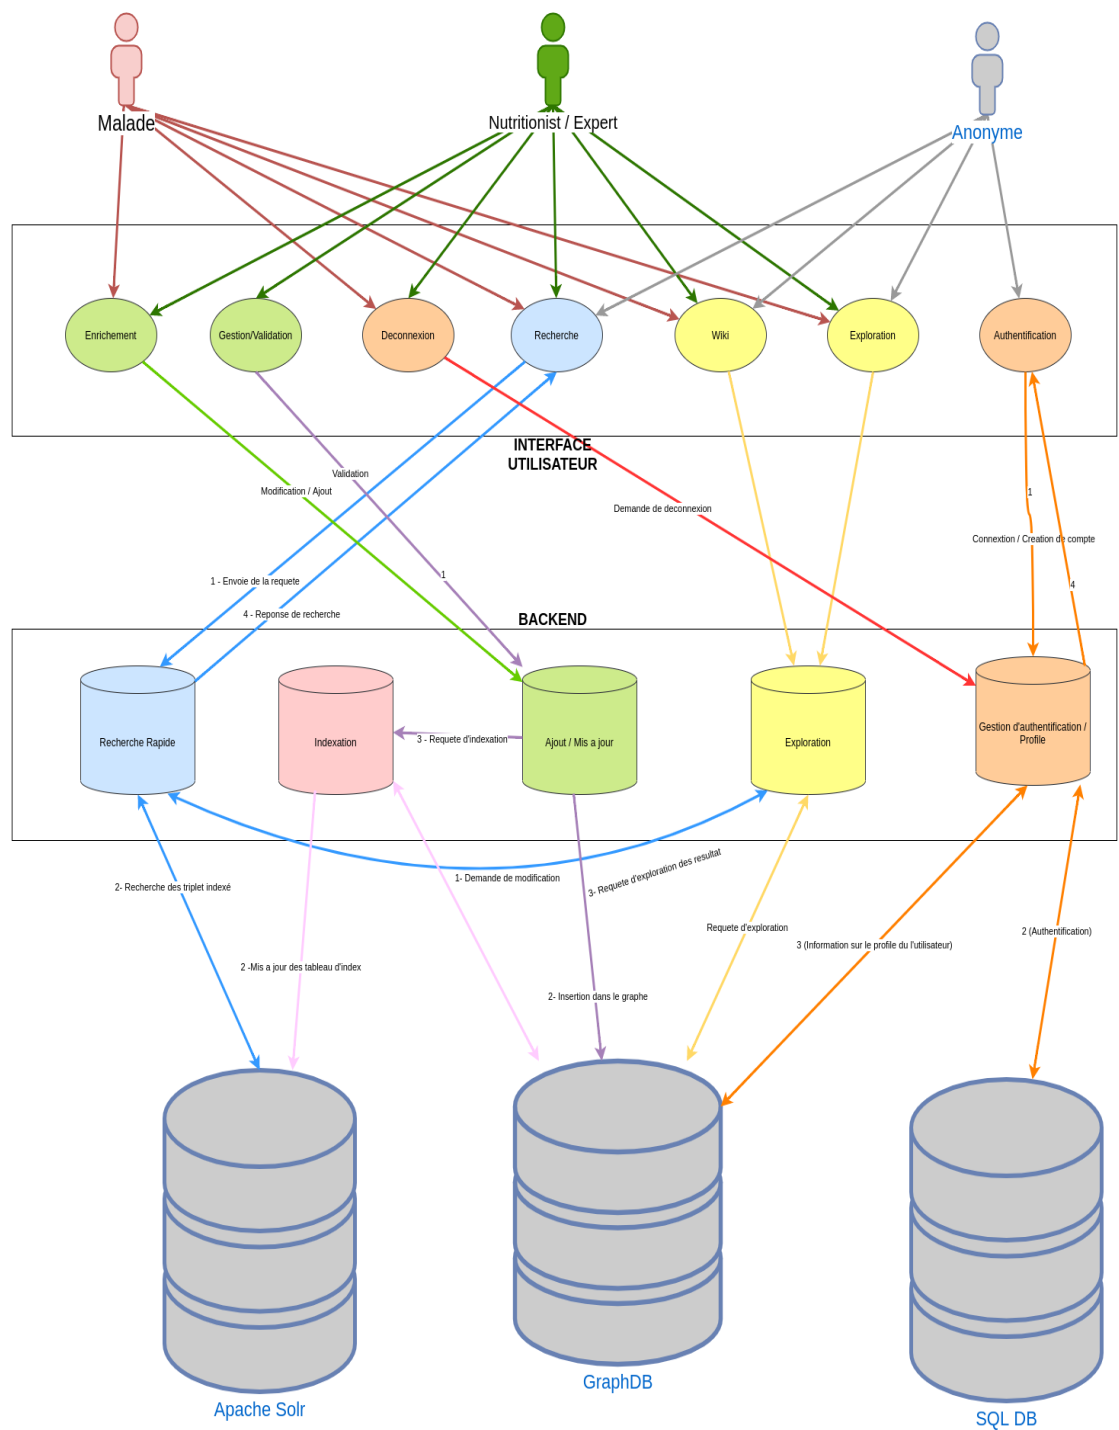 Malade
Nutritionist / Expert
Anonyme
Enrichement
Gestion/Validation
Deconnexion
Recherche
Wiki
Exploration
Authentification
INTERFACE
UTILISATEUR
Validation
Modification / Ajout
1
Demande de deconnexion
Connextion / Creation de compte
1 - Envoie de la requete
1
4
4 - Reponse de recherche
BACKEND
Recherche Rapide
Indexation
3 - Requete d'indexation
Ajout / Mis a jour
Exploration
Gestion d'authentification /
Profile
2- Recherche des triplet indexé
1- Demande de modification
3- Requete d'exploration des resultat
Requete d'exploration
3 (Information sur le profile du l'utilisateur)
2 (Authentification)
2 -Mis a jour des tableau d'index
2- Insertion dans le graphe
Apache Solr
GraphDB
SQL DB